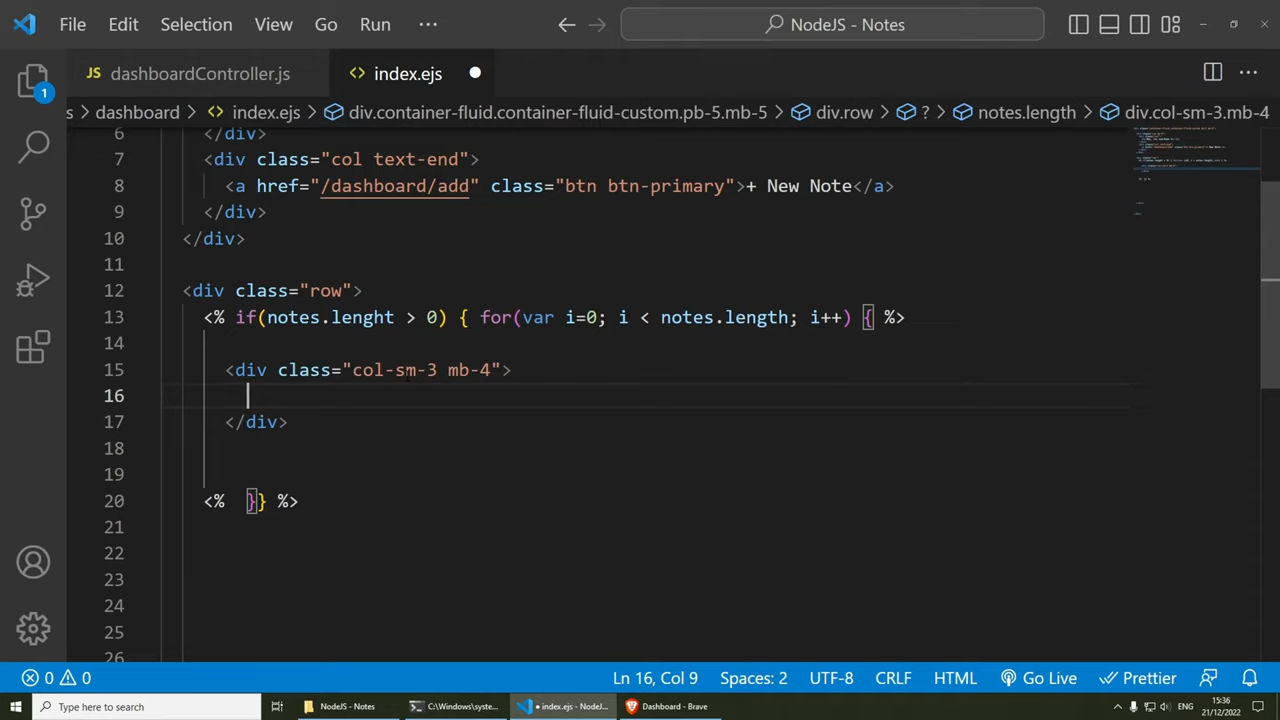 File Edit Selection View Go Run ··· NodeJS - Notes
JS dashboardController.js <> index.ejs
s > dashboard > <> index.ejs > div.container-fluid.container-fluid-custom.pb-5.mb-5 > div.row > ? > notes.length > div.col-sm-3.mb-4
1
6 </div>
7 <div class="col text-end">
8 <a href="/dashboard/add" class="btn btn-primary">+ New Note</a>
9 </div>
10 </div>
11
12 <div class="row">
13 <% if(notes.lenght > 0) { for(var i=0; i < notes.length; i++) { %>
14
15 <div class="col-sm-3 mb-4">
16
17 </div>
18
19
20 <% }} %>
21
22
23
24
25
26
0 0 Ln 16, Col 9 Spaces: 2 UTF-8 CRLF HTML Go Live Prettier
Type here to search NodeJS - Notes C:\Windows\syste... index.ejs - NodeJ... Dashboard - Brave ENG 15:36
21/12/2022